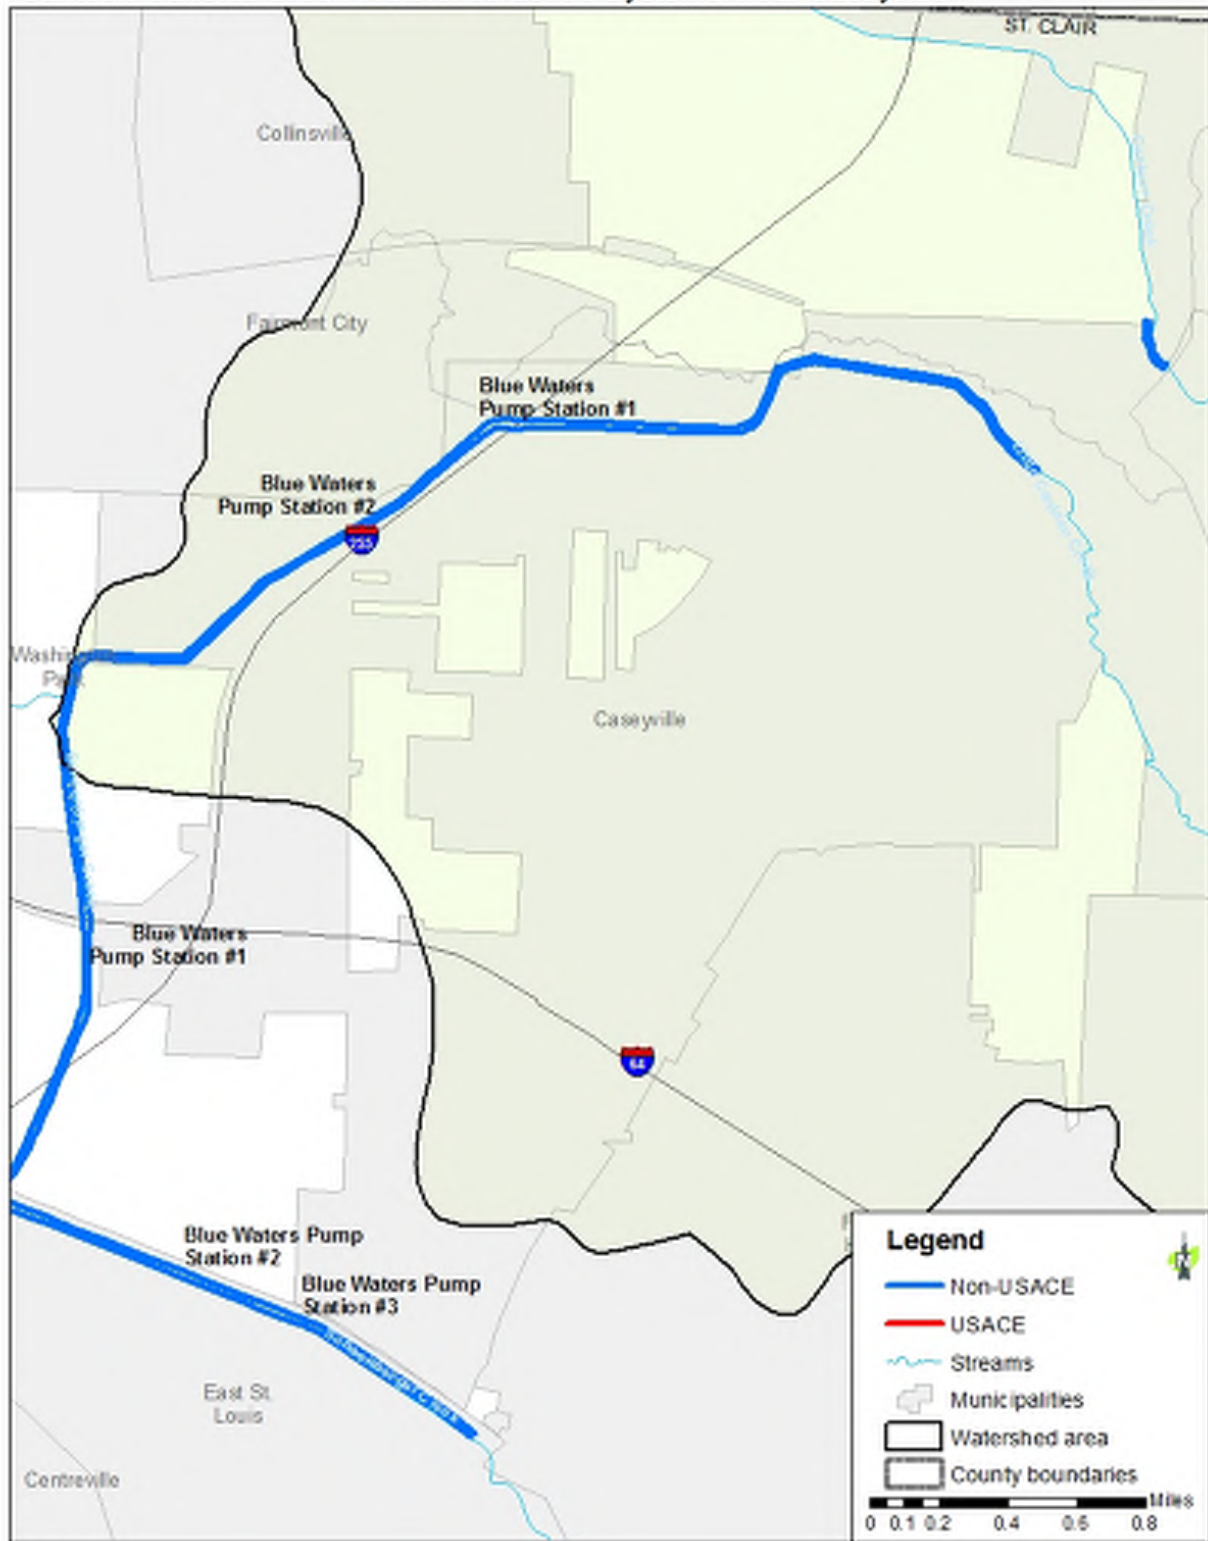 ST. CLAIR
Collinsville
Fairmont City
Blue Waters
Pump Station #1
Blue Waters
Pump Station #2
255
Caseyville
Blue Waters
Pump Station #1
64
Blue Waters Pump
Station #2
Blue Waters Pump
Station #3
East St.
Louis
Centreville
Legend
Non-USACE
USACE
Streams
Municipalities
Watershed area
County boundaries
Miles
0 0.1 0.2 0.4 0.6 0.8